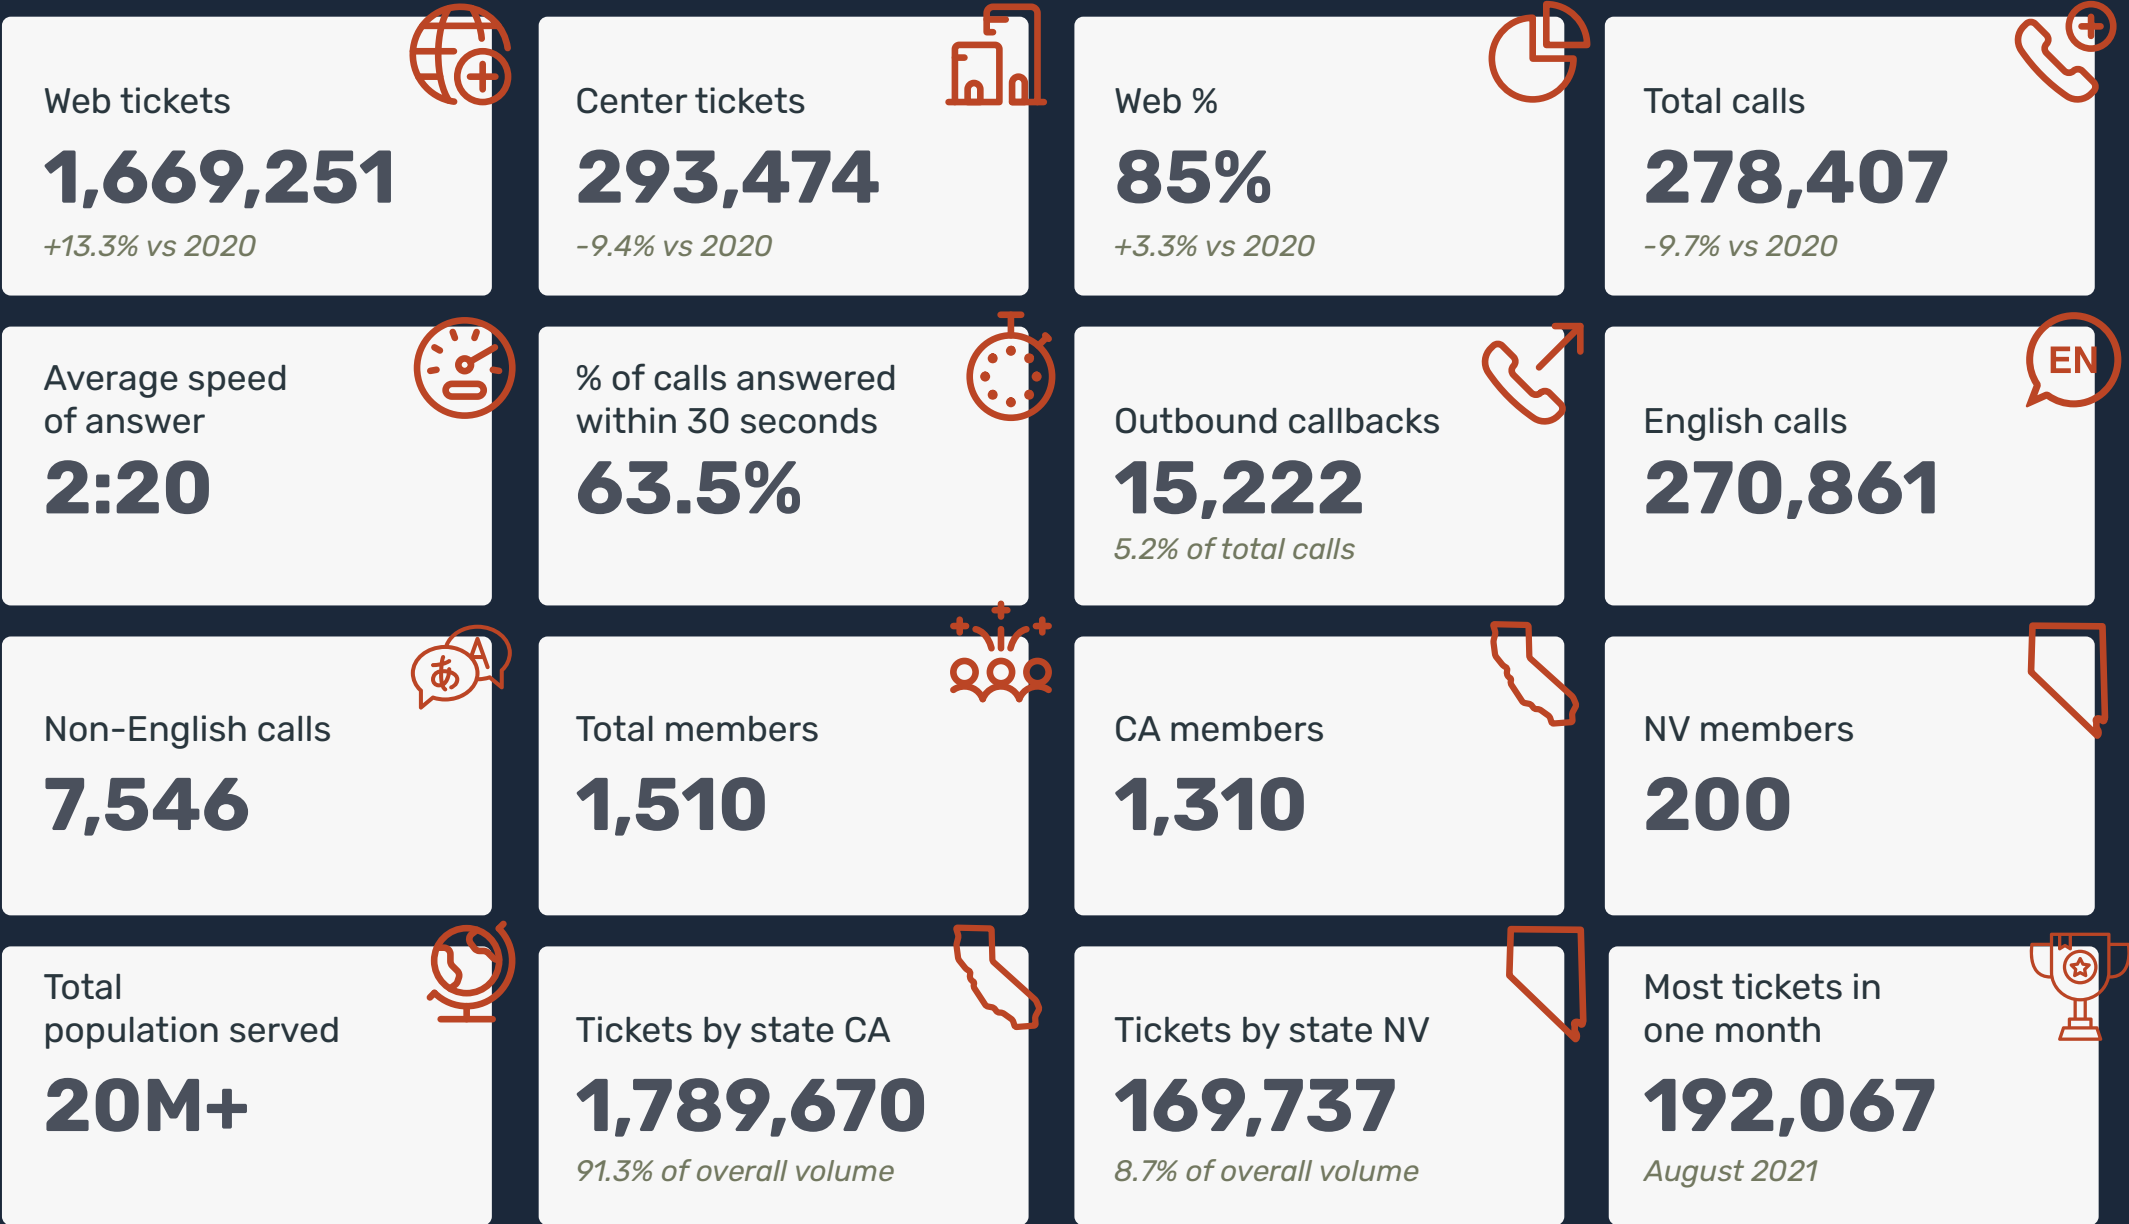 Web tickets
1,669,251
+13.3% vs 2020
Center tickets
293,474
-9.4% vs 2020
Web %
85%
+3.3% vs 2020
Total calls
278,407
-9.7% vs 2020
Average speed
of answer
2:20
% of calls answered
within 30 seconds
63.5%
Outbound callbacks
15,222
5.2% of total calls
EN
English calls
270,861
あ
A
Non-English calls
7,546
Total members
1,510
CA members
1,310
NV members
200
Total
population served
20M+
Tickets by state CA
1,789,670
91.3% of overall volume
Tickets by state NV
169,737
8.7% of overall volume
Most tickets in
one month
192,067
August 2021